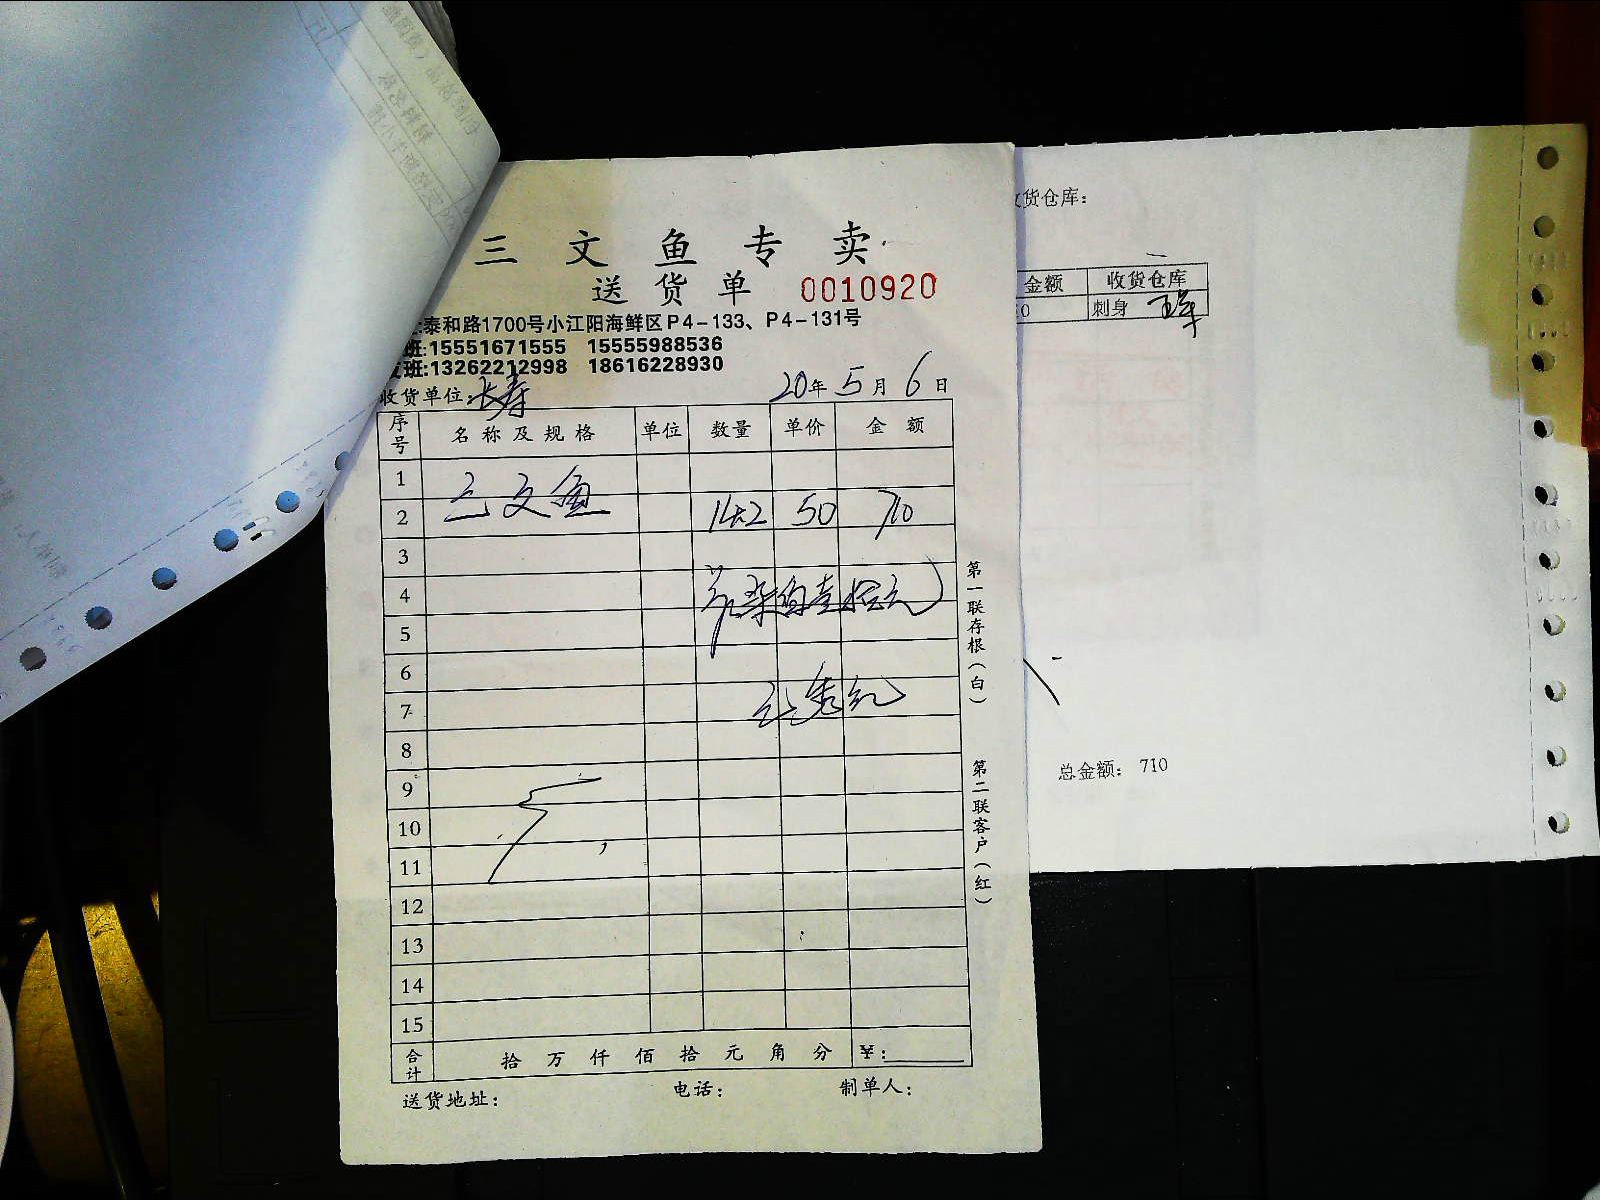 三文鱼专卖
送货单 0010920
泰和路1700号小江阳海鲜区P4-133、P4-131号
班:15551671555 15555988536
班:13262212998 18616228930
收货单位:长寿 20年5月6日
序号 名称及规格 单位 数量 单价 金额
1
三文鱼
2 14.2 50 710
3
4
5
6
7
8
9
10
11
12
13
14
15
合计 拾万仟佰拾元角分 ¥:
送货地址: 电话: 制单人:
第一联存根(白)
第二联客户(红)
货仓库:
金额 收货仓库
0 刺身
总金额: 710